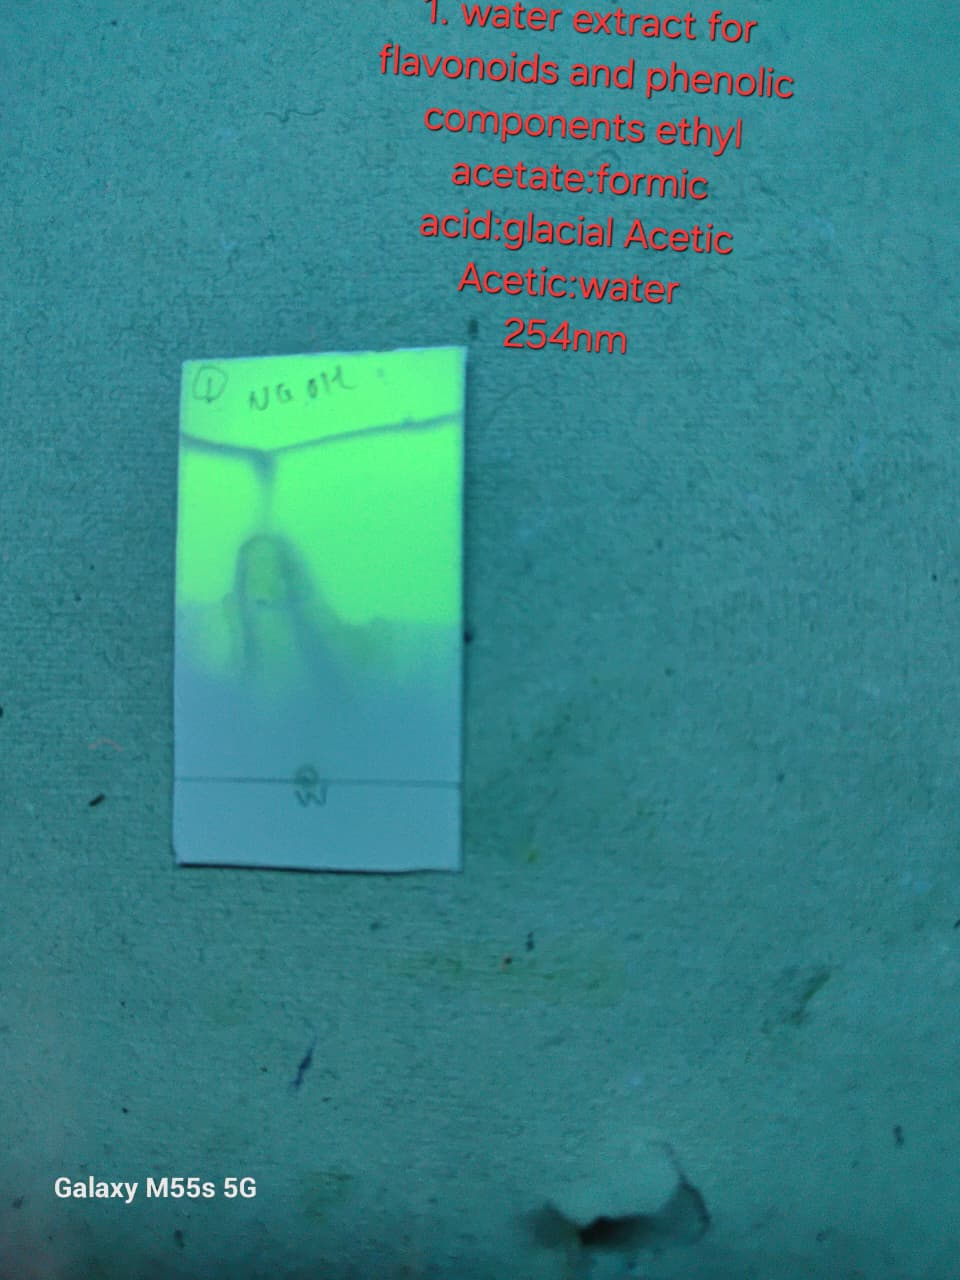 1. water extract for
flavonoids and phenolic
components ethyl
acetate:formic
acid:glacial Acetic
Acetic:water
254nm
1
W
Galaxy M55s 5G